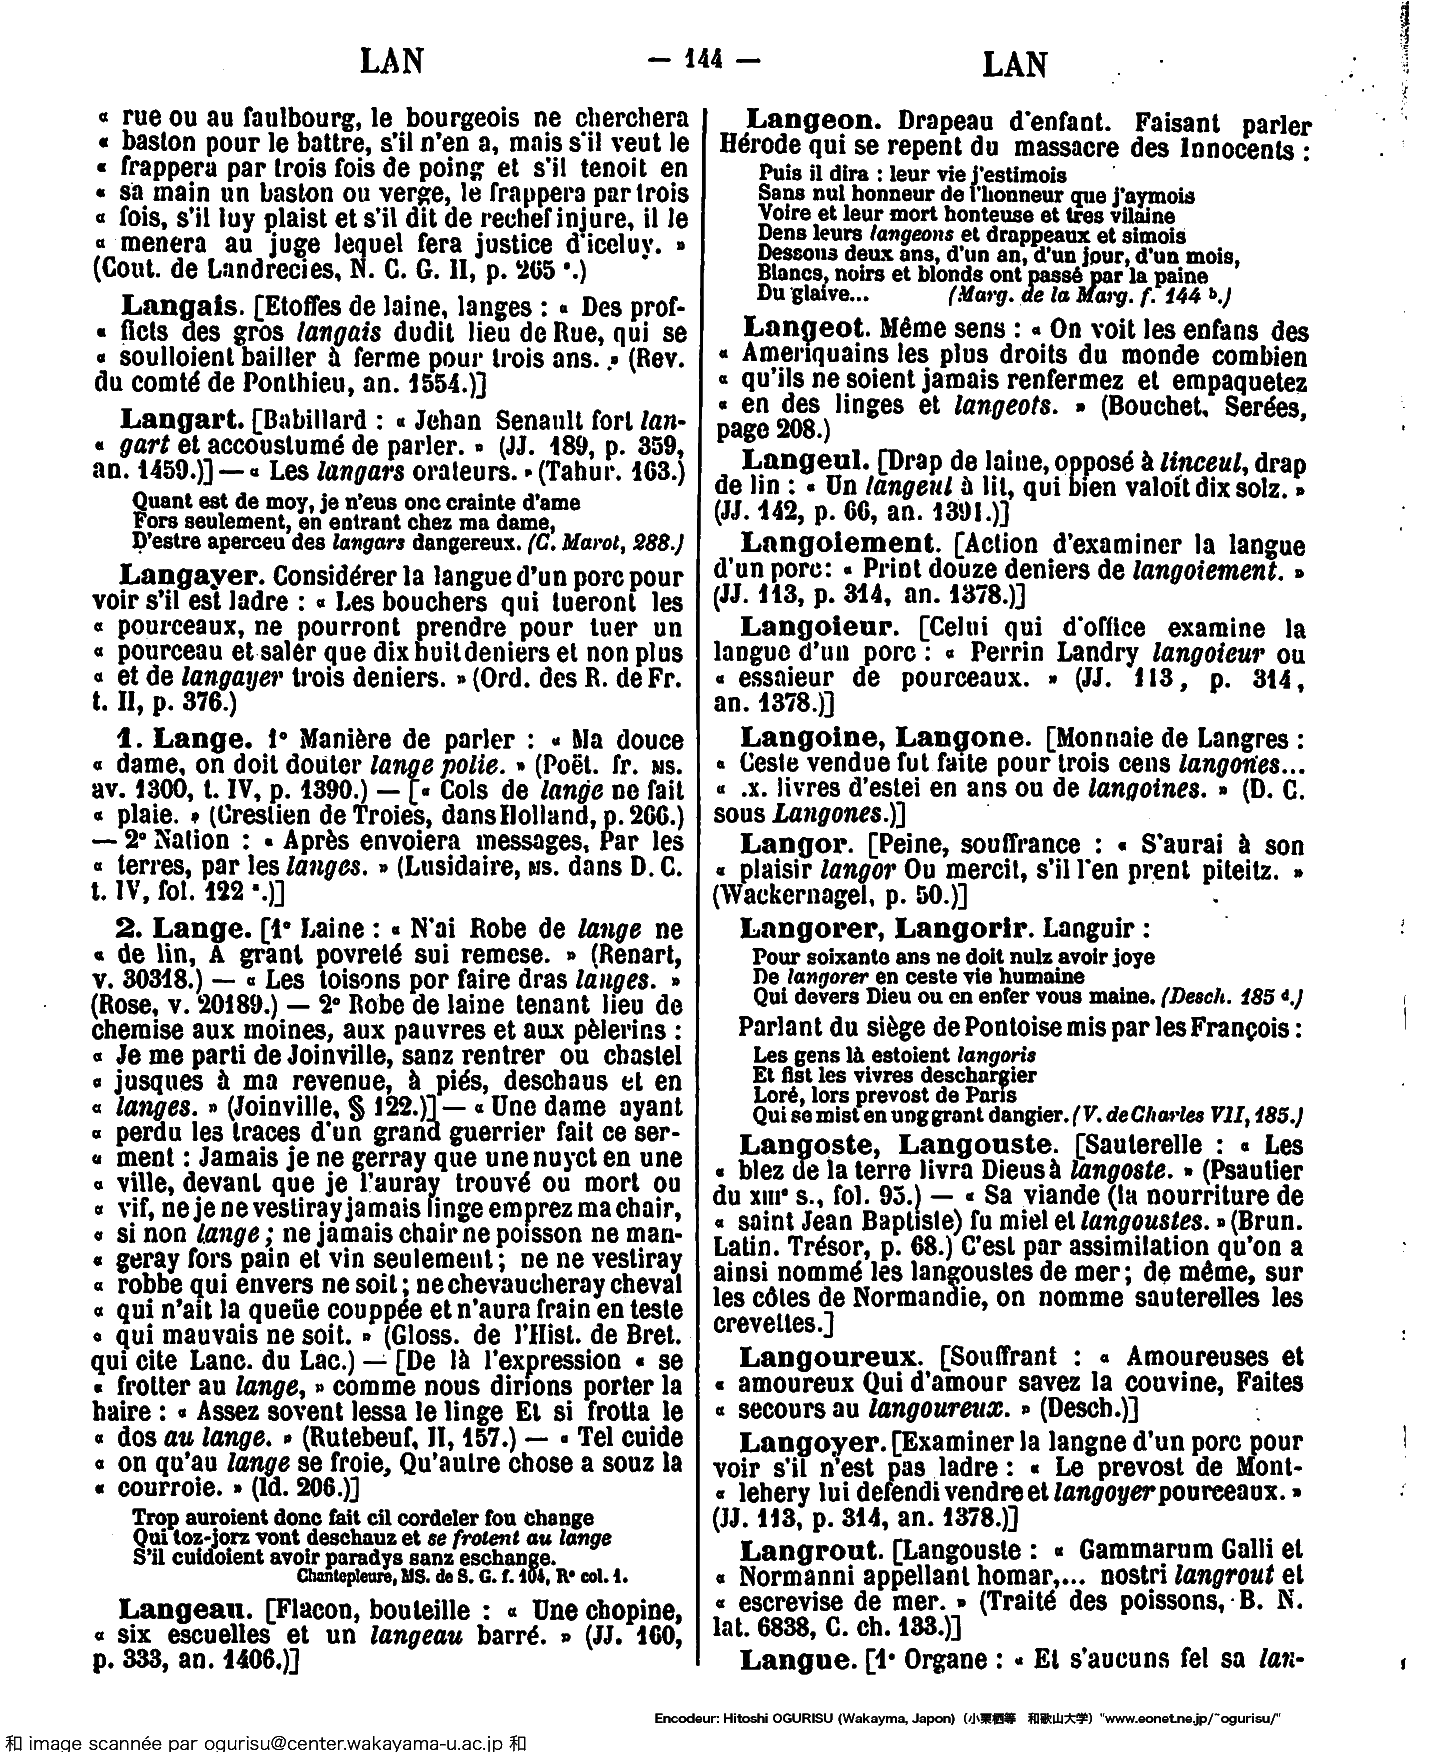 LAN
— 144 —
LAN
« rue ou au faulbourg, le bourgeois ne cherchera
« baston pour le battre, s'il n'en a, mais s'il veut le
« frappera par trois fois de poing et s'il tenoit en
« sa main un baston ou verge, le frappera par trois
« fois, s'il luy plaist et s'il dit de rechef injure, il le
« menera au juge lequel fera justice d'iceluy. »
(Cout. de Landrecies, N. C. G. II, p. 265 ª.)
Langais. [Etoffes de laine, langes : « Des prof-
« ficts des gros langais dudit lieu de Rue, qui se
« soulloient bailler à ferme pour trois ans. » (Rev.
du comté de Ponthieu, an. 1554.)]
Langart. [Babillard : « Jehan Senault fort lan-
« gart et accoustumé de parler. » (JJ. 189, p. 359,
an. 1459.)] — « Les langars orateurs. » (Tahur. 163.)
Quant est de moy, je n'eus onc crainte d'ame
Fors seulement, en entrant chez ma dame,
D'estre aperceu des langars dangereux. (C. Marot, 288.)
Langayer. Considérer la langue d'un porc pour
voir s'il est ladre : « Les bouchers qui tueront les
« pourceaux, ne pourront prendre pour tuer un
« pourceau et saler que dix huit deniers et non plus
« et de langayer trois deniers. » (Ord. des R. de Fr.
t. II, p. 376.)
1. Lange. 1º Manière de parler : « Ma douce
« dame, on doit douter lange polie. » (Poët. fr. MS.
av. 1300, t. IV, p. 1390.) — [« Cols de lange ne fait
« plaie. » (Crestien de Troies, dans Holland, p. 266.)
— 2º Nation : « Après envoiera messages, Par les
« terres, par les langes. » (Lusidaire, MS. dans D. C.
t. IV, fol. 122 ª.)]
2. Lange. [1º Laine : « N'ai Robe de lange ne
« de lin, A grant povreté sui remese. » (Renart,
v. 30318.) — « Les toisons por faire dras langes. »
(Rose, v. 20189.) — 2º Robe de laine tenant lieu de
chemise aux moines, aux pauvres et aux pèlerins :
« Je me parti de Joinville, sanz rentrer ou chastel
« jusques à ma revenue, à piés, deschaus et en
« langes. » (Joinville, § 122.)] — « Une dame ayant
« perdu les traces d'un grand guerrier fait ce ser-
« ment : Jamais je ne gerray que une nuyct en une
« ville, devant que je l'auray trouvé ou mort ou
« vif, ne je ne vestiray jamais linge emprez ma chair,
« si non lange ; ne jamais chair ne poisson ne man-
« geray fors pain et vin seulement ; ne ne vestiray
« robbe qui envers ne soit ; ne chevaucheray cheval
« qui n'ait la queüe couppée et n'aura frain en teste
« qui mauvais ne soit. » (Gloss. de l'Hist. de Bret.
qui cite Lanc. du Lac.) — [De là l'expression « se
« frotter au lange, » comme nous dirions porter la
haire : « Assez sovent lessa le linge Et si frotta le
« dos au lange. » (Rutebeuf, II, 157.) — « Tel cuide
« on qu'au lange se froie, Qu'autre chose a souz la
« courroie. » (Id. 206.)]
Trop auroient donc fait cil cordeler fou change
Qui toz-jorz vont deschauz et se frotent au lange
S'il cuidoient avoir paradys sanz eschange.
Chantepleure, MS. de S. G. f. 104, Rº col. 1.
Langeau. [Flacon, bouteille : « Une chopine,
« six escuelles et un langeau barré. » (JJ. 160,
p. 333, an. 1406.)]
Langeon. Drapeau d'enfant. Faisant parler
Hérode qui se repent du massacre des Innocents :
Puis il dira : leur vie j'estimois
Sans nul honneur de l'honneur que j'aymois
Voire et leur mort honteuse et tres vilaine
Dens leurs langeons et drappeaux et simois
Dessous deux ans, d'un an, d'un jour, d'un mois,
Blancs, noirs et blonds ont passé par la paine
Du glaive... (Marg. de la Marg. f. 144 b.)
Langeot. Même sens : « On voit les enfans des
« Ameriquains les plus droits du monde combien
« qu'ils ne soient jamais renfermez et empaquetez
« en des linges et langeots. » (Bouchet, Serées,
page 208.)
Langeul. [Drap de laine, opposé à linceul, drap
de lin : « Un langeul à lit, qui bien valoit dix solz. »
(JJ. 142, p. 66, an. 1391.)]
Langoiement. [Action d'examiner la langue
d'un porc : « Print douze deniers de langoiement. »
(JJ. 113, p. 314, an. 1378.)]
Langoieur. [Celui qui d'office examine la
langue d'un porc : « Perrin Landry langoieur ou
« essaieur de pourceaux. » (JJ. 113, p. 314,
an. 1378.)]
Langoine, Langone. [Monnaie de Langres :
« Ceste vendue fut faite pour trois cens langones...
« .x. livres d'estei en ans ou de langoines. » (D. C.
sous Langones.)]
Langor. [Peine, souffrance : « S'aurai à son
« plaisir langor Ou mercit, s'il l'en prent piteitz. »
(Wackernagel, p. 50.)]
Langorer, Langorir. Languir :
Pour soixante ans ne doit nulz avoir joye
De langorer en ceste vie humaine
Qui devers Dieu ou en enfer vous maine. (Desch. 185 d.)
Parlant du siège de Pontoise mis par les François :
Les gens là estoient langoris
Et fist les vivres deschargier
Loré, lors prevost de Paris
Qui se mist en ung grant dangier. (V. de Charles VII, 185.)
Langoste, Langouste. [Sauterelle : « Les
« blez de la terre livra Dieus à langoste. » (Psautier
du XIIIe s., fol. 95.) — « Sa viande (la nourriture de
« saint Jean Baptiste) fu miel et langoustes. » (Brun.
Latin. Trésor, p. 68.) C'est par assimilation qu'on a
ainsi nommé les langoustes de mer ; de même, sur
les côtes de Normandie, on nomme sauterelles les
crevettes.]
Langoureux. [Souffrant : « Amoureuses et
« amoureux Qui d'amour savez la couvine, Faites
« secours au langoureux. » (Desch.)]
Langoyer. [Examiner la langne d'un porc pour
voir s'il n'est pas ladre : « Le prevost de Mont-
« lehery lui defendi vendre et langoyer pourceaux. »
(JJ. 113, p. 314, an. 1378.)]
Langrout. [Langouste : « Gammarum Galli et
« Normanni appellant homar,... nostri langrout et
« escrevise de mer. » (Traité des poissons, B. N.
lat. 6838, C. ch. 133.)]
Langue. [1º Organe : « Et s'aucuns fel sa lan-
Encodeur: Hitoshi OGURISU (Wakayma, Japon) (小栗栖等 和歌山大学) "www.eonet.ne.jp/~ogurisu/"
和 image scannée par ogurisu@center.wakayama-u.ac.jp 和